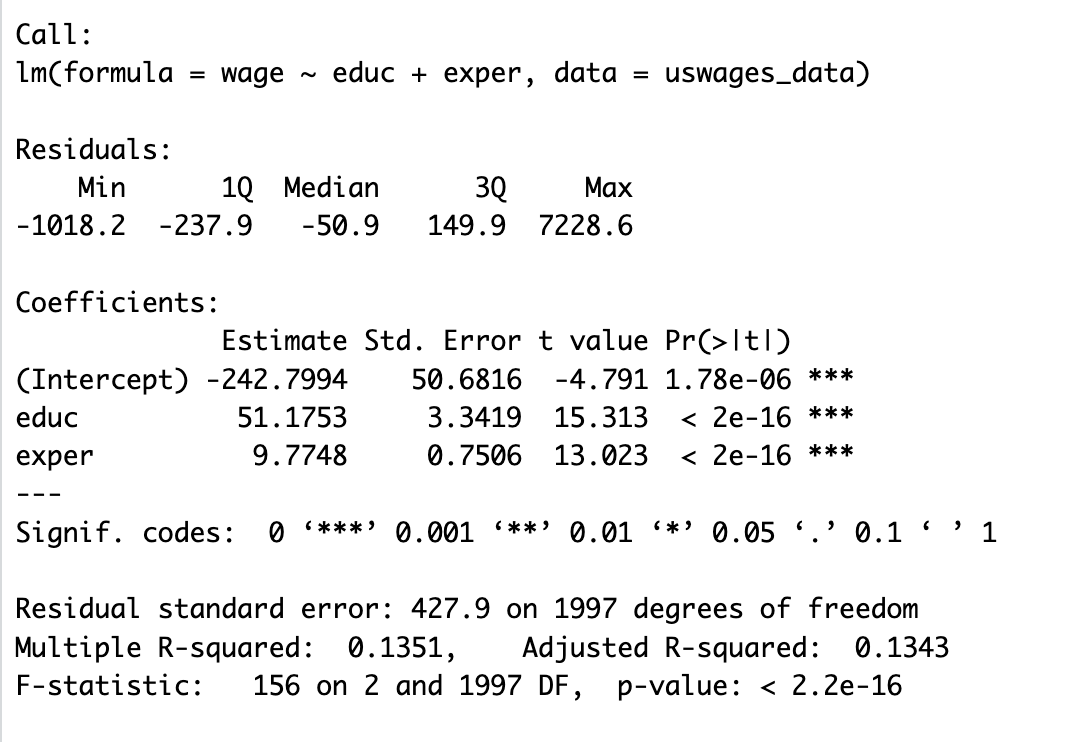 Call:
lm(formula = wage ~ educ + exper, data = uswages_data)
Residuals:
    Min      1Q  Median      3Q     Max
-1018.2  -237.9   -50.9   149.9  7228.6
Coefficients:
             Estimate Std. Error t value Pr(>|t|)
(Intercept) -242.7994    50.6816  -4.791 1.78e-06 ***
educ          51.1753     3.3419  15.313  < 2e-16 ***
exper          9.7748     0.7506  13.023  < 2e-16 ***
---
Signif. codes:  0 ‘***’ 0.001 ‘**’ 0.01 ‘*’ 0.05 ‘.’ 0.1 ‘ ’ 1
Residual standard error: 427.9 on 1997 degrees of freedom
Multiple R-squared:  0.1351,    Adjusted R-squared:  0.1343
F-statistic:   156 on 2 and 1997 DF,  p-value: < 2.2e-16